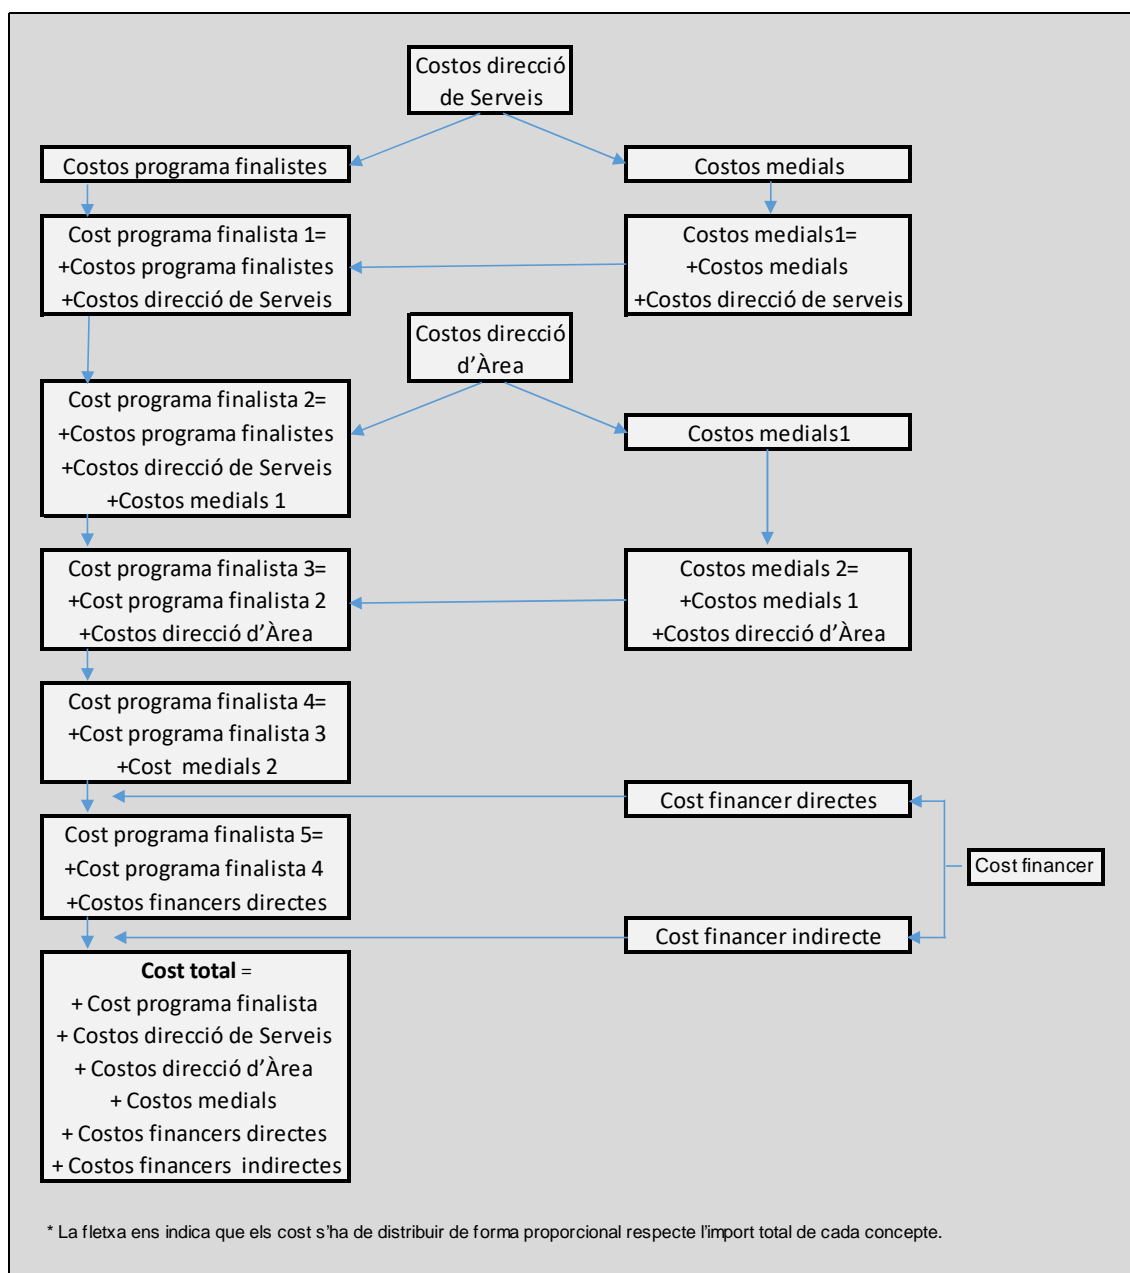 Costos direcció
de Serveis
Costos programa finalistes
Costos medials
Cost programa finalista 1=
+Costos programa finalistes
+Costos direcció de Serveis
Costos medials1=
+Costos medials
+Costos direcció de serveis
Costos direcció
d’Àrea
Cost programa finalista 2=
+Costos programa finalistes
+Costos direcció de Serveis
+Costos medials 1
Costos medials1
Cost programa finalista 3=
+Cost programa finalista 2
+Costos direcció d’Àrea
Costos medials 2=
+Costos medials 1
+Costos direcció d’Àrea
Cost programa finalista 4=
+Cost programa finalista 3
+Cost medials 2
Cost financer directes
Cost programa finalista 5=
+Cost programa finalista 4
+Costos financers directes
Cost financer
Cost financer indirecte
Cost total =
+ Cost programa finalista
+ Costos direcció de Serveis
+ Costos direcció d’Àrea
+ Costos medials
+ Costos financers directes
+ Costos financers indirectes
* La fletxa ens indica que els cost s’ha de distribuir de forma proporcional respecte l’import total de cada concepte.